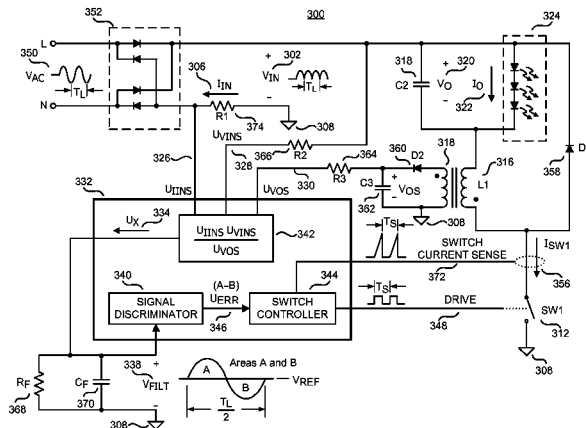 300
352
324
L
350
VAC
TL
N
306
IIN
R1
374
308
+
302
VIN
TL
−
UVINS
366
R2
328
326
UIINS
UVOS
330
364
R3
318
C2
+
320
VO
−
IO
322
360
D2
318
316
L1
C3
362
+
VOS
−
308
D1
358
332
UX
334
UIINS UVINS
UVOS
342
TS
SWITCH
CURRENT SENSE
372
ISW1
356
340
SIGNAL
DISCRIMINATOR
(A–B)
UERR
346
344
SWITCH
CONTROLLER
TS
DRIVE
348
SW1
312
308
RF
368
CF
370
+
338
VFILT
−
308
Areas A and B
A
B
VREF
TL
2